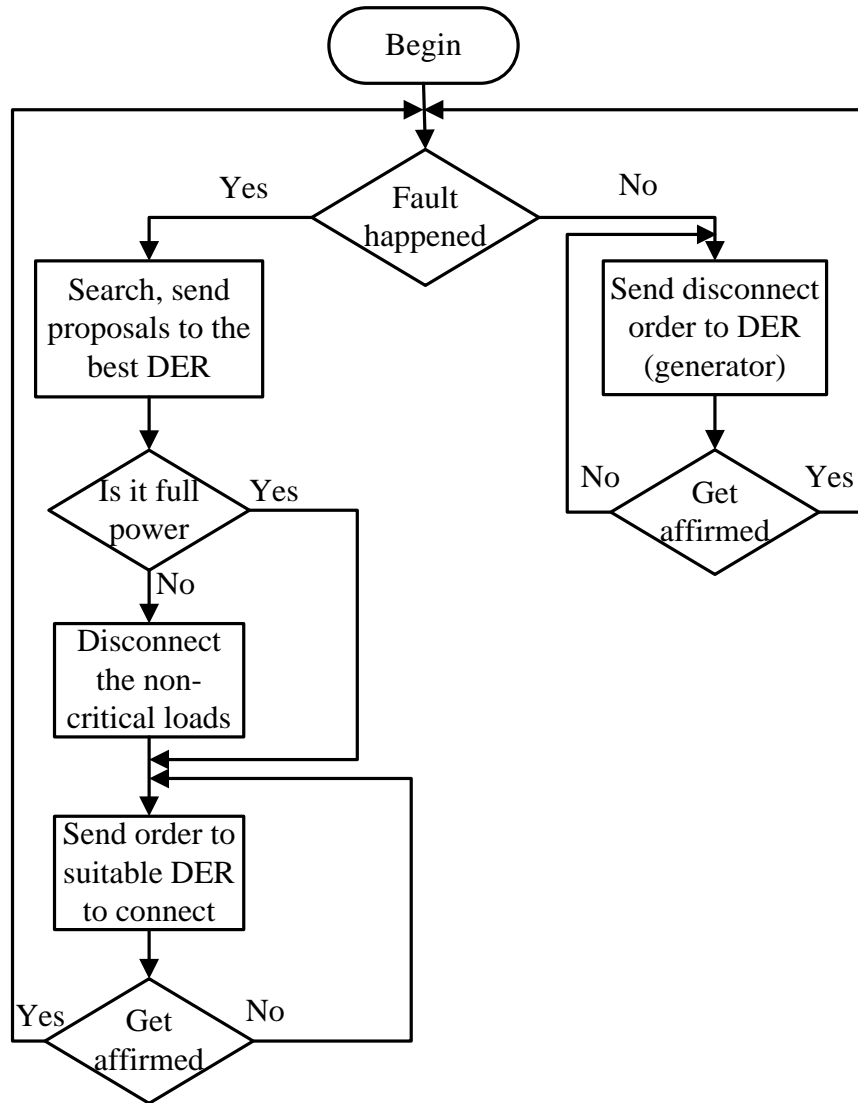 Begin
Yes
No
Fault
happened
Search, send
proposals to the
best DER
Send disconnect
order to DER
(generator)
Is it full
power
Yes
No
No
Get
affirmed
Yes
Disconnect
the non-
critical loads
Send order to
suitable DER
to connect
Yes
Get
affirmed
No